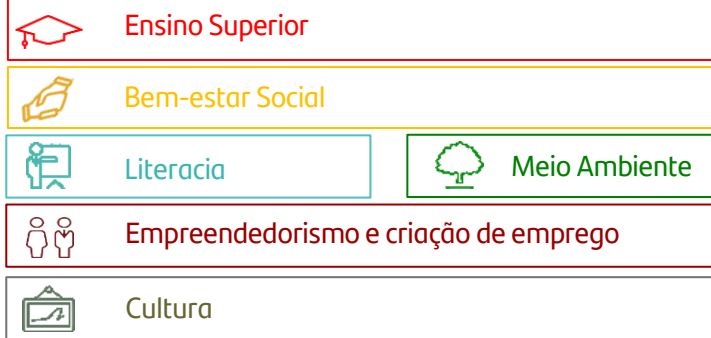 Ensino Superior
Bem-estar Social
Literacia
Meio Ambiente
Empreendedorismo e criação de emprego
Cultura